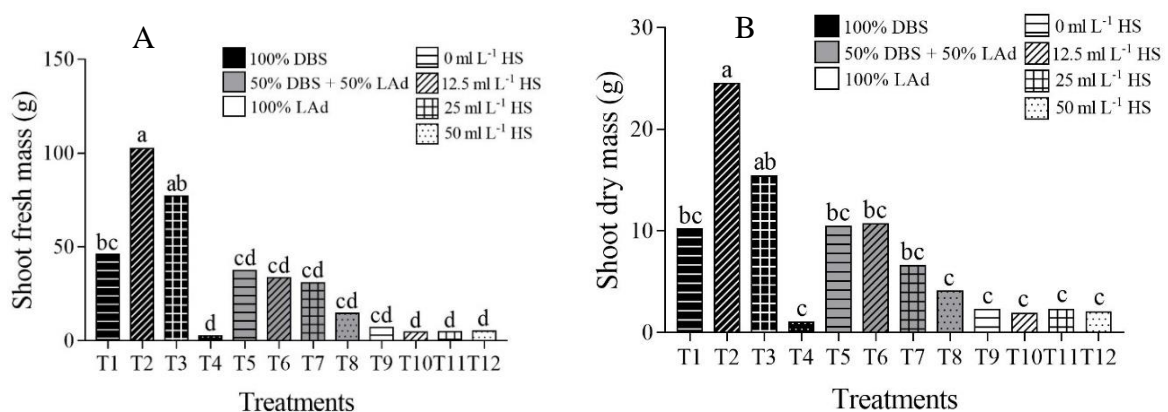 A
Shoot fresh mass (g)
150
100
50
0
100% DBS
50% DBS + 50% LAd
100% LAd
0 ml L⁻¹ HS
12.5 ml L⁻¹ HS
25 ml L⁻¹ HS
50 ml L⁻¹ HS
bc
a
ab
d
cd
cd
cd
cd
cd
d
d
d
T1 T2 T3 T4 T5 T6 T7 T8 T9 T10 T11 T12
Treatments
B
Shoot dry mass (g)
30
20
10
0
100% DBS
50% DBS + 50% LAd
100% LAd
0 ml L⁻¹ HS
12.5 ml L⁻¹ HS
25 ml L⁻¹ HS
50 ml L⁻¹ HS
bc
a
ab
c
bc
bc
bc
c
c
c
c
c
T1 T2 T3 T4 T5 T6 T7 T8 T9 T10 T11 T12
Treatments